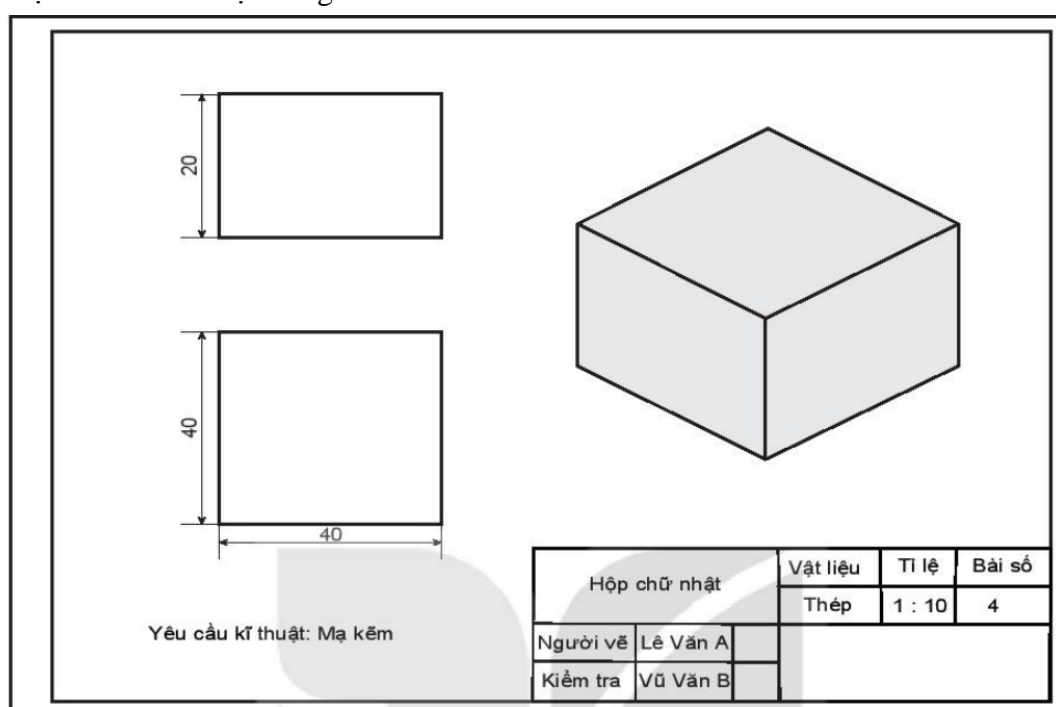 20
40
40
Hộp chữ nhật
Vật liệu
Tỉ lệ
Bài số
Thép
1 : 10
4
Yêu cầu kĩ thuật: Mạ kẽm
Người vẽ
Lê Văn A
Kiểm tra
Vũ Văn B